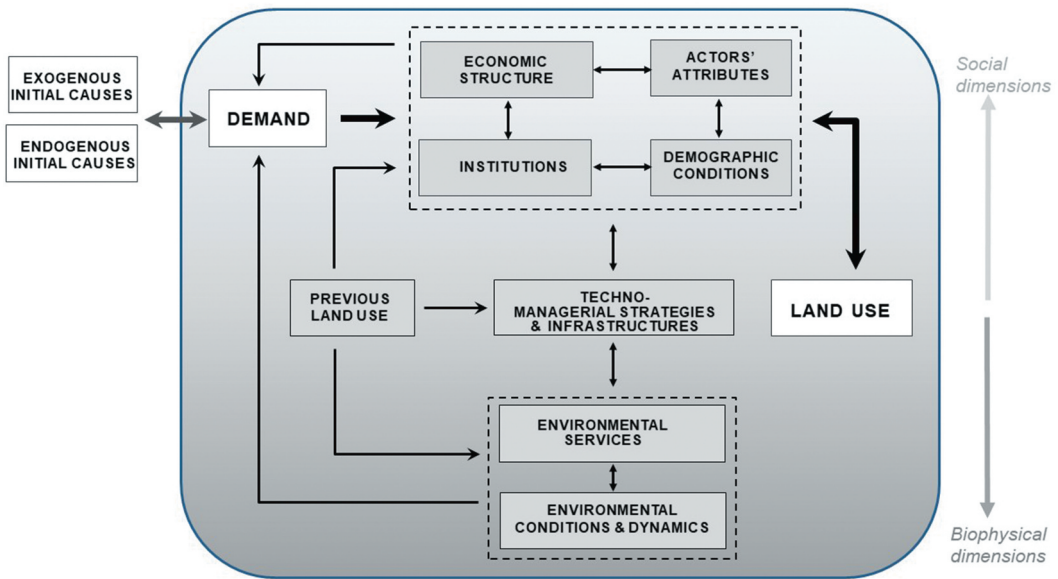 EXOGENOUS
INITIAL CAUSES
ENDOGENOUS
INITIAL CAUSES
DEMAND
ECONOMIC
STRUCTURE
ACTORS'
ATTRIBUTES
INSTITUTIONS
DEMOGRAPHIC
CONDITIONS
Social
dimensions
PREVIOUS
LAND USE
TECHNO-
MANAGERIAL STRATEGIES
& INFRASTRUCTURES
LAND USE
ENVIRONMENTAL
SERVICES
ENVIRONMENTAL
CONDITIONS & DYNAMICS
Biophysical
dimensions